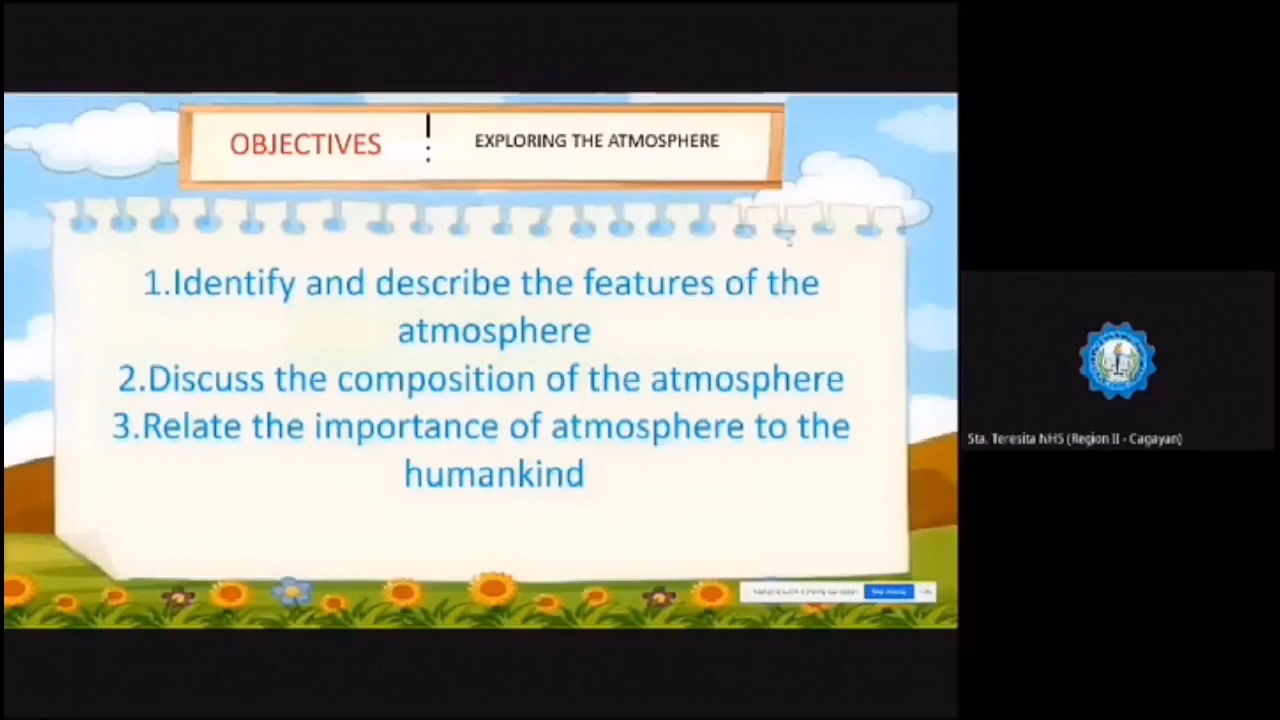 OBJECTIVES
EXPLORING THE ATMOSPHERE
1.Identify and describe the features of the
atmosphere
2.Discuss the composition of the atmosphere
3.Relate the importance of atmosphere to the
humankind
Sta. Teresita NHS (Region II - Cagayan)